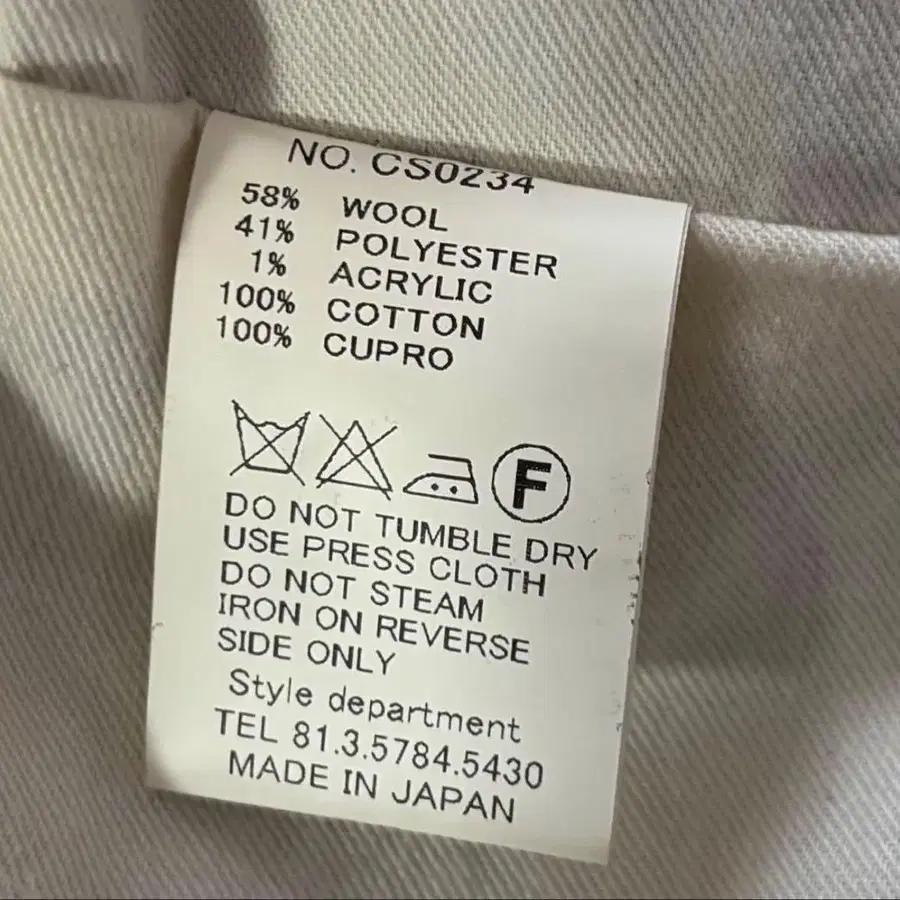 NO. CS0234
58% WOOL
41% POLYESTER
1% ACRYLIC
100% COTTON
100% CUPRO
F
DO NOT TUMBLE DRY
USE PRESS CLOTH
DO NOT STEAM
IRON ON REVERSE
SIDE ONLY
Style department
TEL 81.3.5784.5430
MADE IN JAPAN